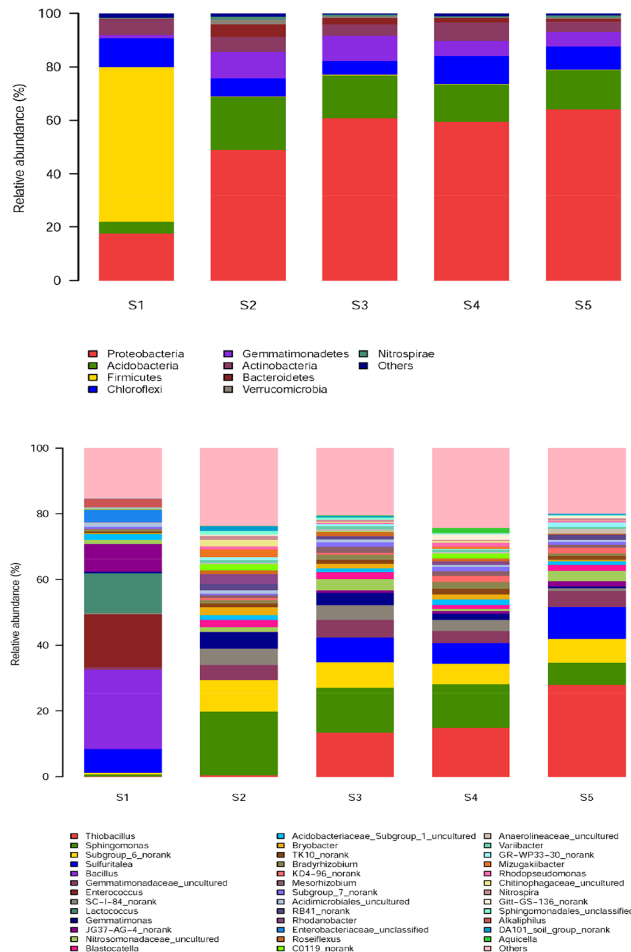 100
80
60
40
20
0
Relative abundance (%)
S1 S2 S3 S4 S5
Proteobacteria Gemmatimonadetes Nitrospirae
Acidobacteria Actinobacteria Others
Firmicutes Bacteroidetes
Chloroflexi Verrucomicrobia
100
80
60
40
20
0
Relative abundance (%)
S1 S2 S3 S4 S5
Thiobacillus Acidobacteriaceae_Subgroup_1_uncultured Anaerolineaceae_uncultured
Sphingomonas Bryobacter Variibacter
Subgroup_6_norank TK10_norank GR-WP33-30_norank
Sulfuritalea Bradyrhizobium Mizugakiibacter
Bacillus KD4-96_norank Rhodopseudomonas
Gemmatimonadaceae_uncultured Mesorhizobium Chitinophagaceae_uncultured
Enterococcus Subgroup_7_norank Nitrospira
SC-I-84_norank Acidimicrobiales_uncultured Gitt-GS-136_norank
Lactococcus RB41_norank Sphingomonadales_unclassified
Gemmatimonas Rhodanobacter Alkaliphilus
JG37-AG-4_norank Enterobacteriaceae_unclassified DA101_soil_group_norank
Nitrosomonadaceae_uncultured Roseiflexus Aquicella
Blastocatella C0119_norank Others